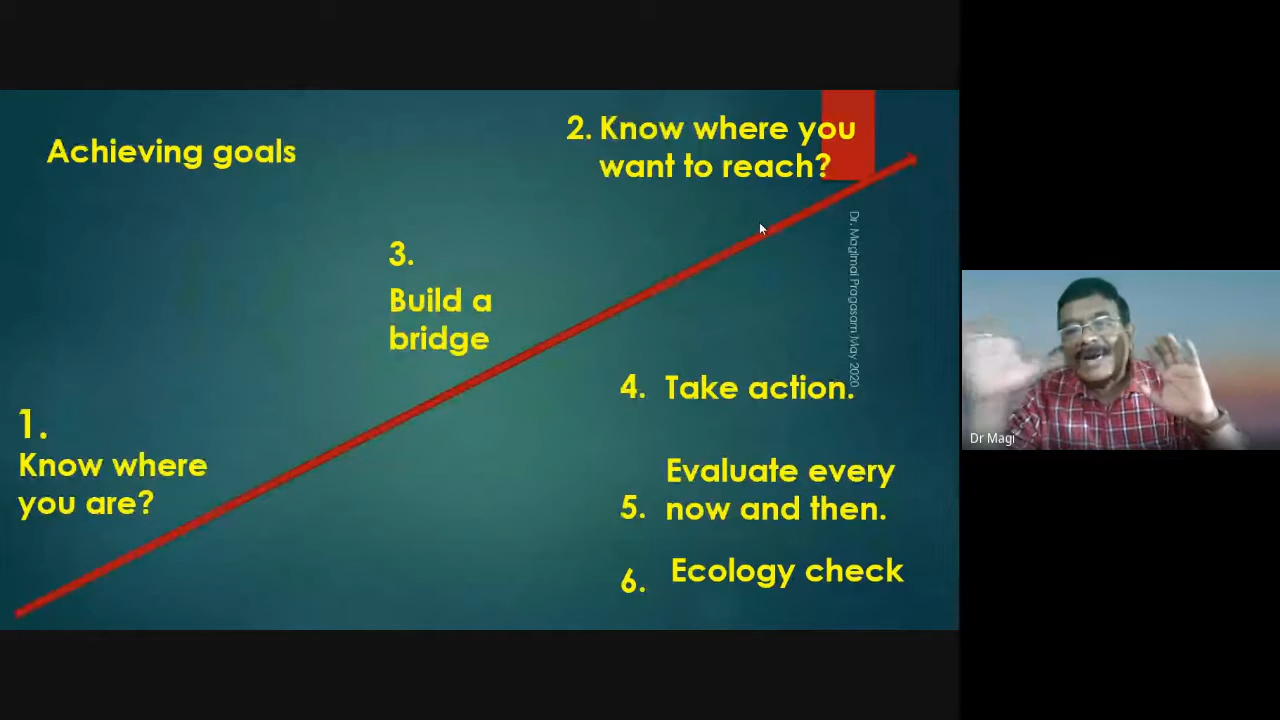 Achieving goals
2. Know where you
want to reach?
3.
Build a
bridge
1.
Know where
you are?
4. Take action.
5. Evaluate every
now and then.
6. Ecology check
Dr. Magimai Pragasam May 2020
Dr Magi